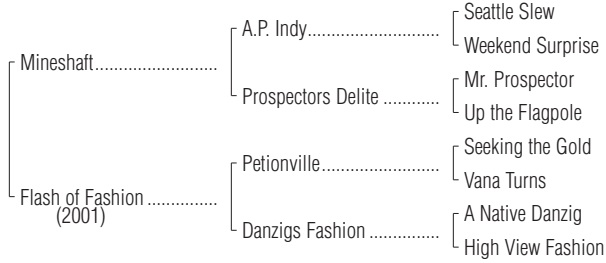 Seattle Slew
A.P. Indy............................
Weekend Surprise
Mineshaft..........................
Mr. Prospector
Prospectors Delite ............
Up the Flagpole
Seeking the Gold
Petionville.........................
Vana Turns
Flash of Fashion ...............
(2001)
A Native Danzig
Danzigs Fashion ...............
High View Fashion